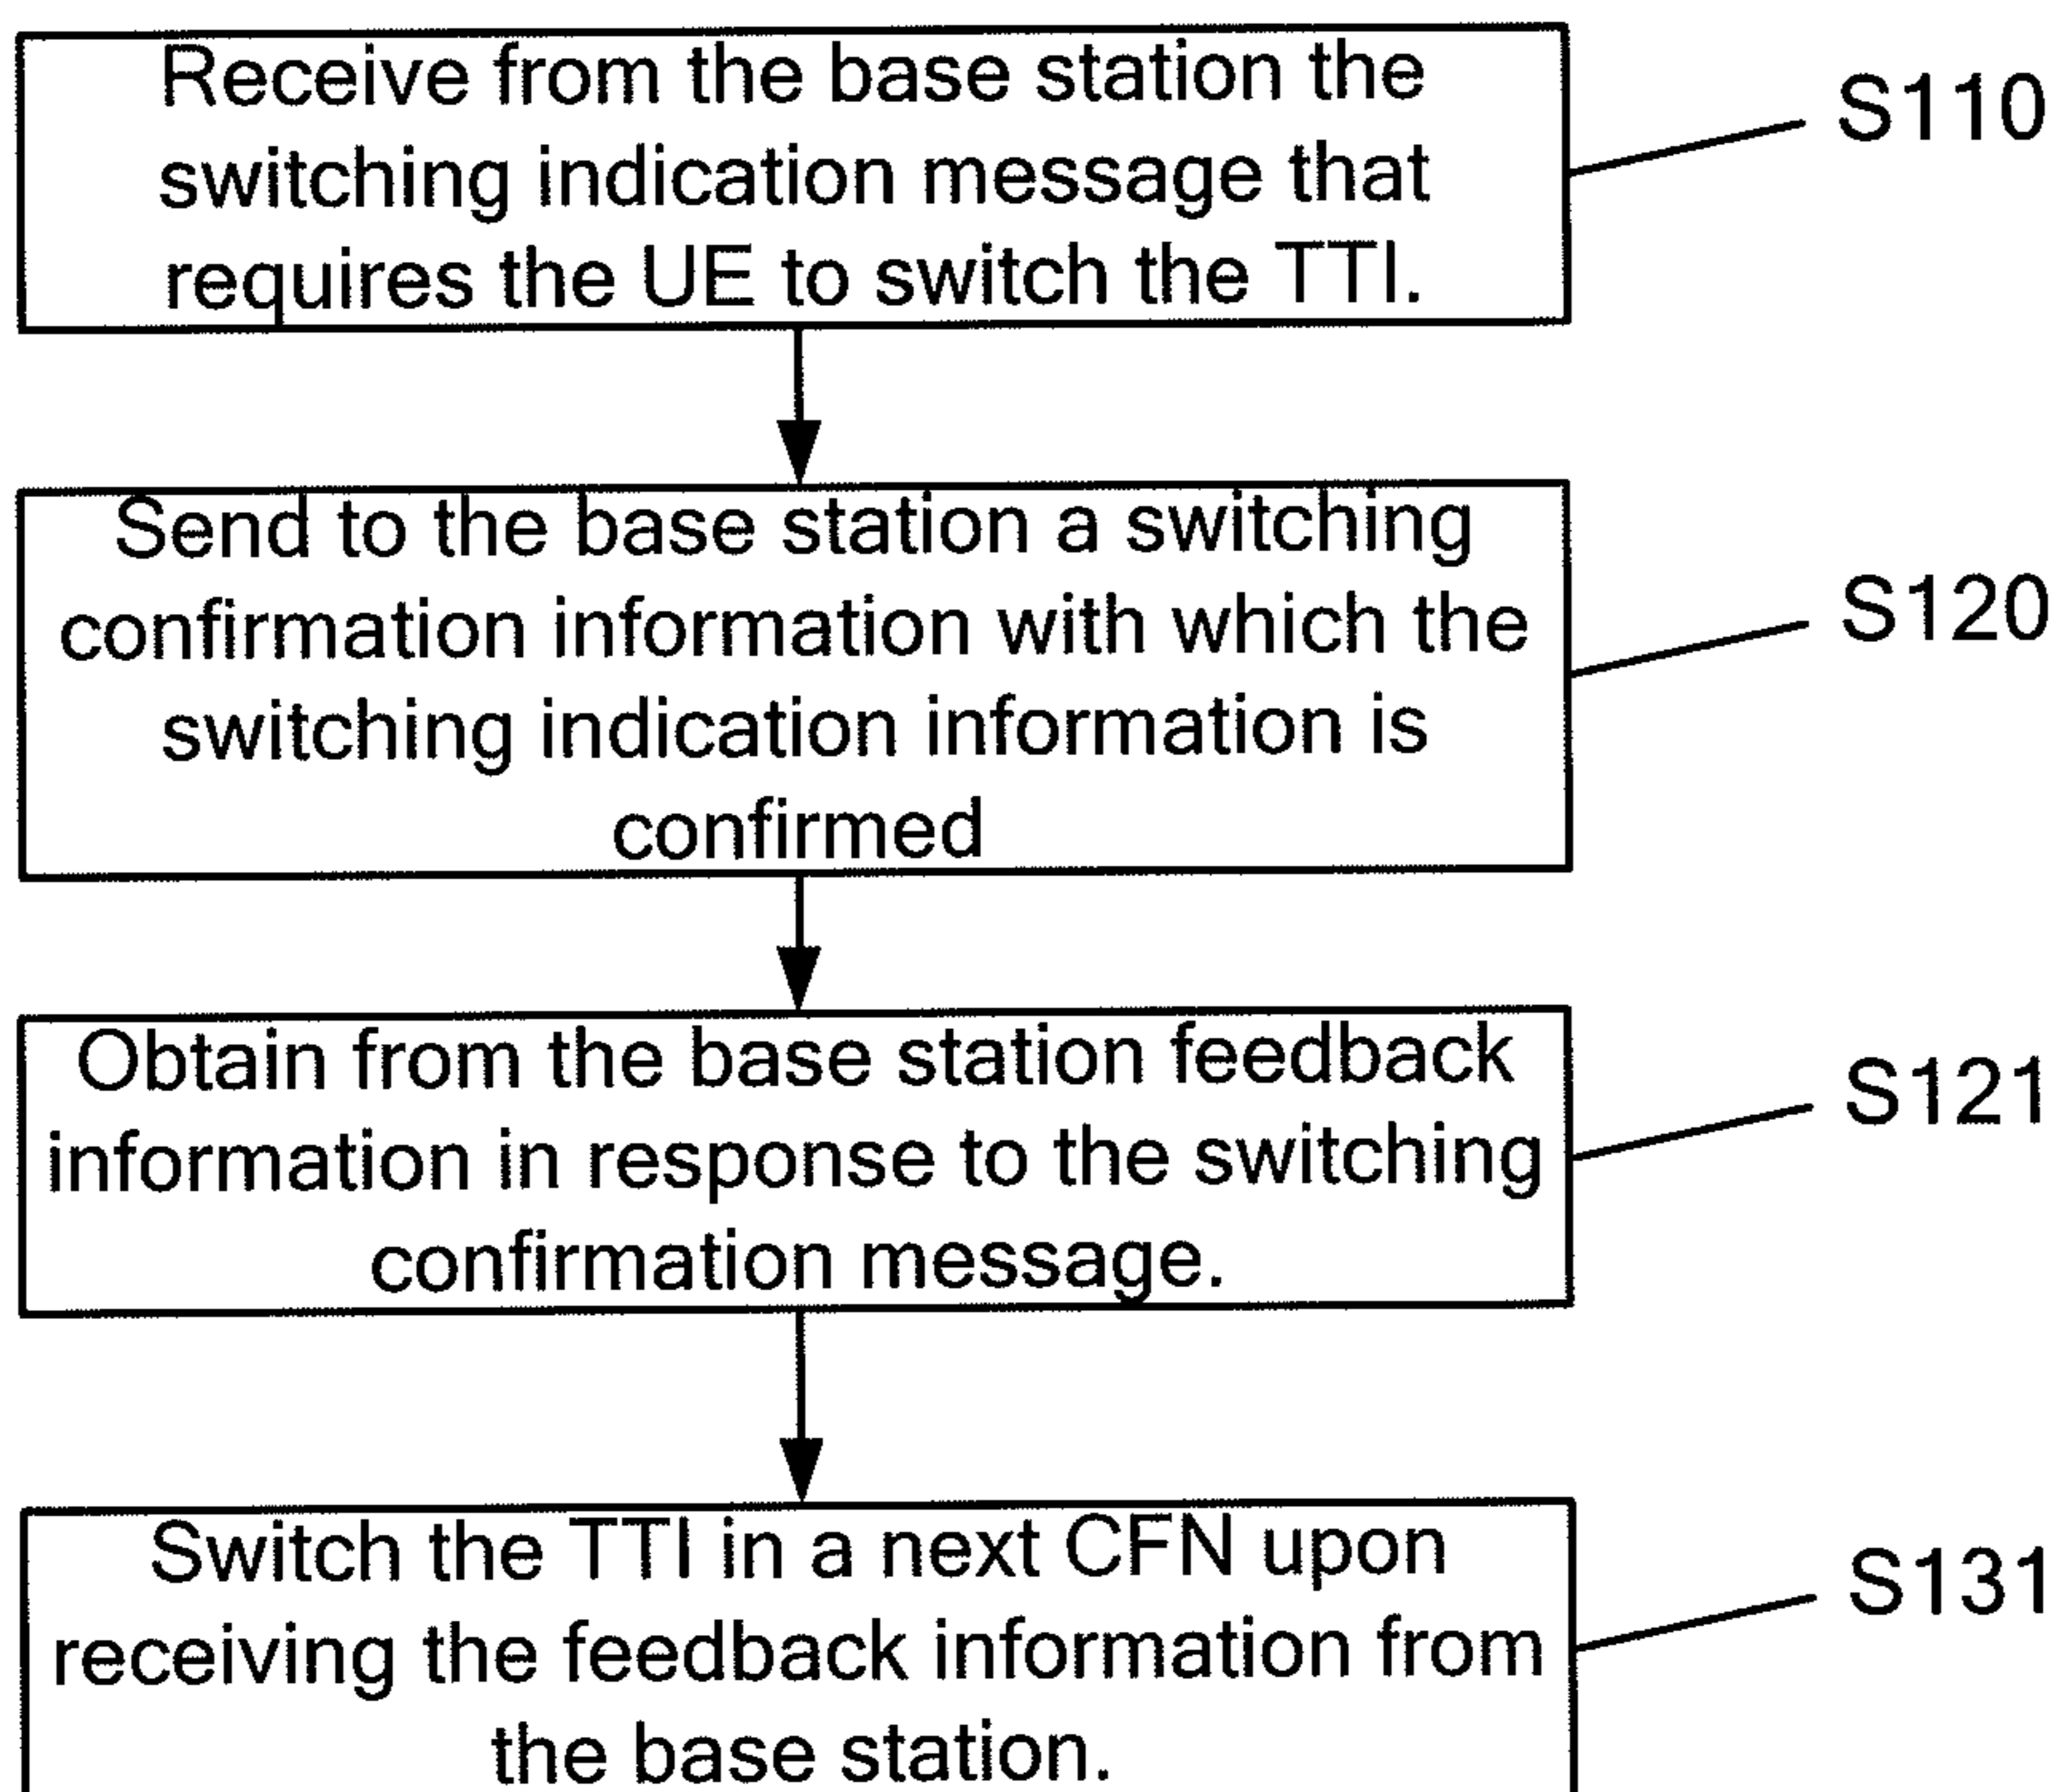 Receive from the base station the
switching indication message that
requires the UE to switch the TTI.
S110
Send to the base station a switching
confirmation information with which the
switching indication information is
confirmed
S120
Obtain from the base station feedback
information in response to the switching
confirmation message.
S121
Switch the TTI in a next CFN upon
receiving the feedback information from
the base station.
S131